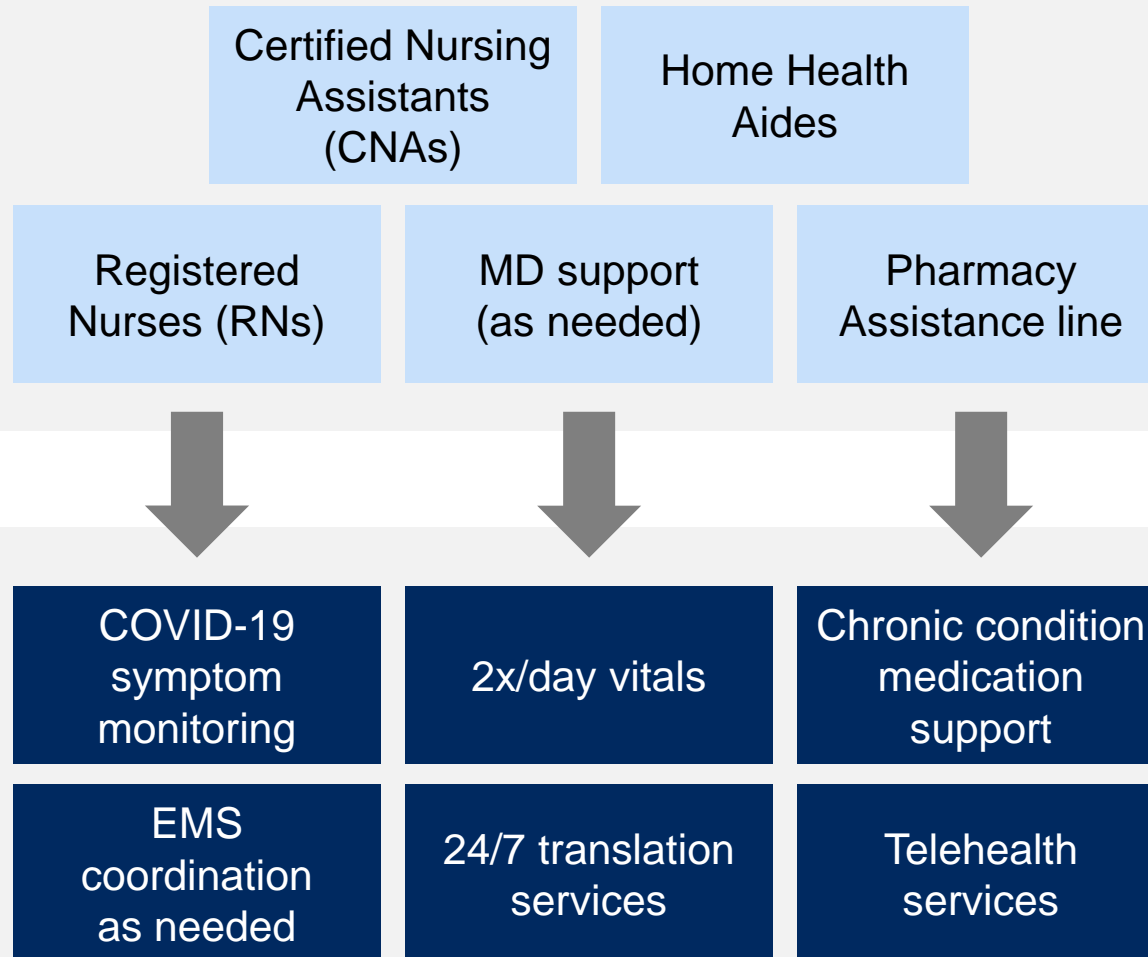 Certified Nursing
Assistants
(CNAs)
Home Health
Aides
Registered
Nurses (RNs)
MD support
(as needed)
Pharmacy
Assistance line
COVID-19
symptom
monitoring
2x/day vitals
Chronic condition
medication
support
EMS
coordination
as needed
24/7 translation
services
Telehealth
services